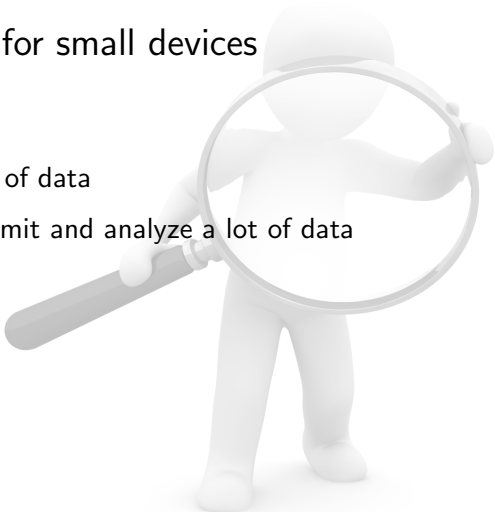 for small devices
of data
mit and analyze a lot of data